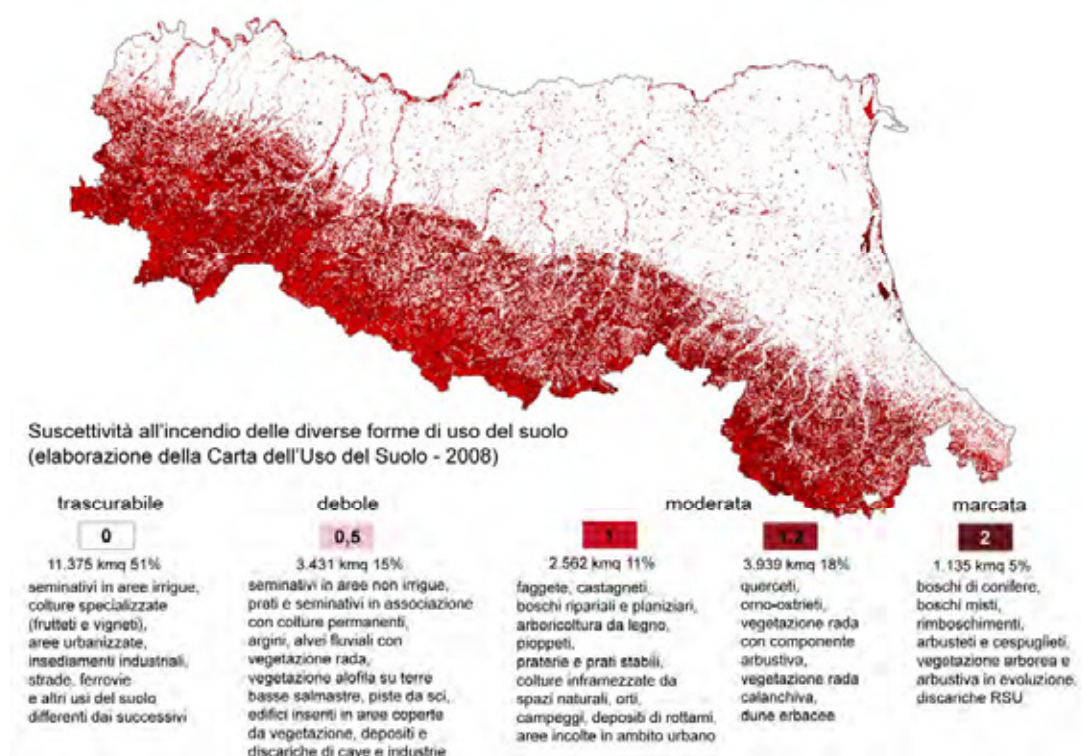 Suscettività all'incendio delle diverse forme di uso del suolo
(elaborazione della Carta dell'Uso del Suolo - 2008)
trascurabile
0
11.375 kmq 51%
seminativi in aree irrigue,
colture specializzate
(frutteti e vigneti),
aree urbanizzate,
insediamenti industriali,
strade, ferrovie
e altri usi del suolo
differenti dai successivi
debole
0,5
3.431 kmq 15%
seminativi in aree non irrigue,
prati e seminativi in associazione
con colture permanenti,
argini, alvei fluviali con
vegetazione rada,
vegetazione alofila su terre
basse salmastre, piste da sci,
edifici inseriti in aree coperte
da vegetazione, depositi e
discariche di cave e industrie
moderata
1
2.562 kmq 11%
faggete, castagneti,
boschi ripariali e planiziari,
arboricoltura da legno,
pioppeti,
praterie e prati stabili,
colture inframezzate da
spazi naturali, orti,
campeggi, depositi di rottami,
aree incolte in ambito urbano
1.2
3.939 kmq 18%
querceti,
orno-ostrieti,
vegetazione rada
con componente
arbustiva,
vegetazione rada
calanchiva,
dune erbacee
marcata
2
1.135 kmq 5%
boschi di conifere,
boschi misti,
rimboschimenti,
arbusteti e cespuglieti,
vegetazione arborea e
arbustiva in evoluzione,
discariche RSU